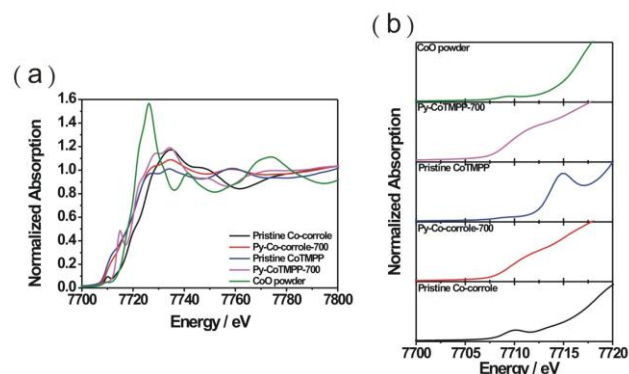 (a)
1.6
1.4
1.2
1.0
0.8
0.6
0.4
0.2
0.0
Normalized Absorption
Pristine Co-corrole
Py-Co-corrole-700
Pristine CoTMPP
Py-CoTMPP-700
CoO powder
7700 7720 7740 7760 7780 7800
Energy / eV
(b)
Normalized Absorption
CoO powder
Py-CoTMPP-700
Pristine CoTMPP
Py-Co-corrole-700
Pristine Co-corrole
7700 7705 7710 7715 7720
Energy / eV